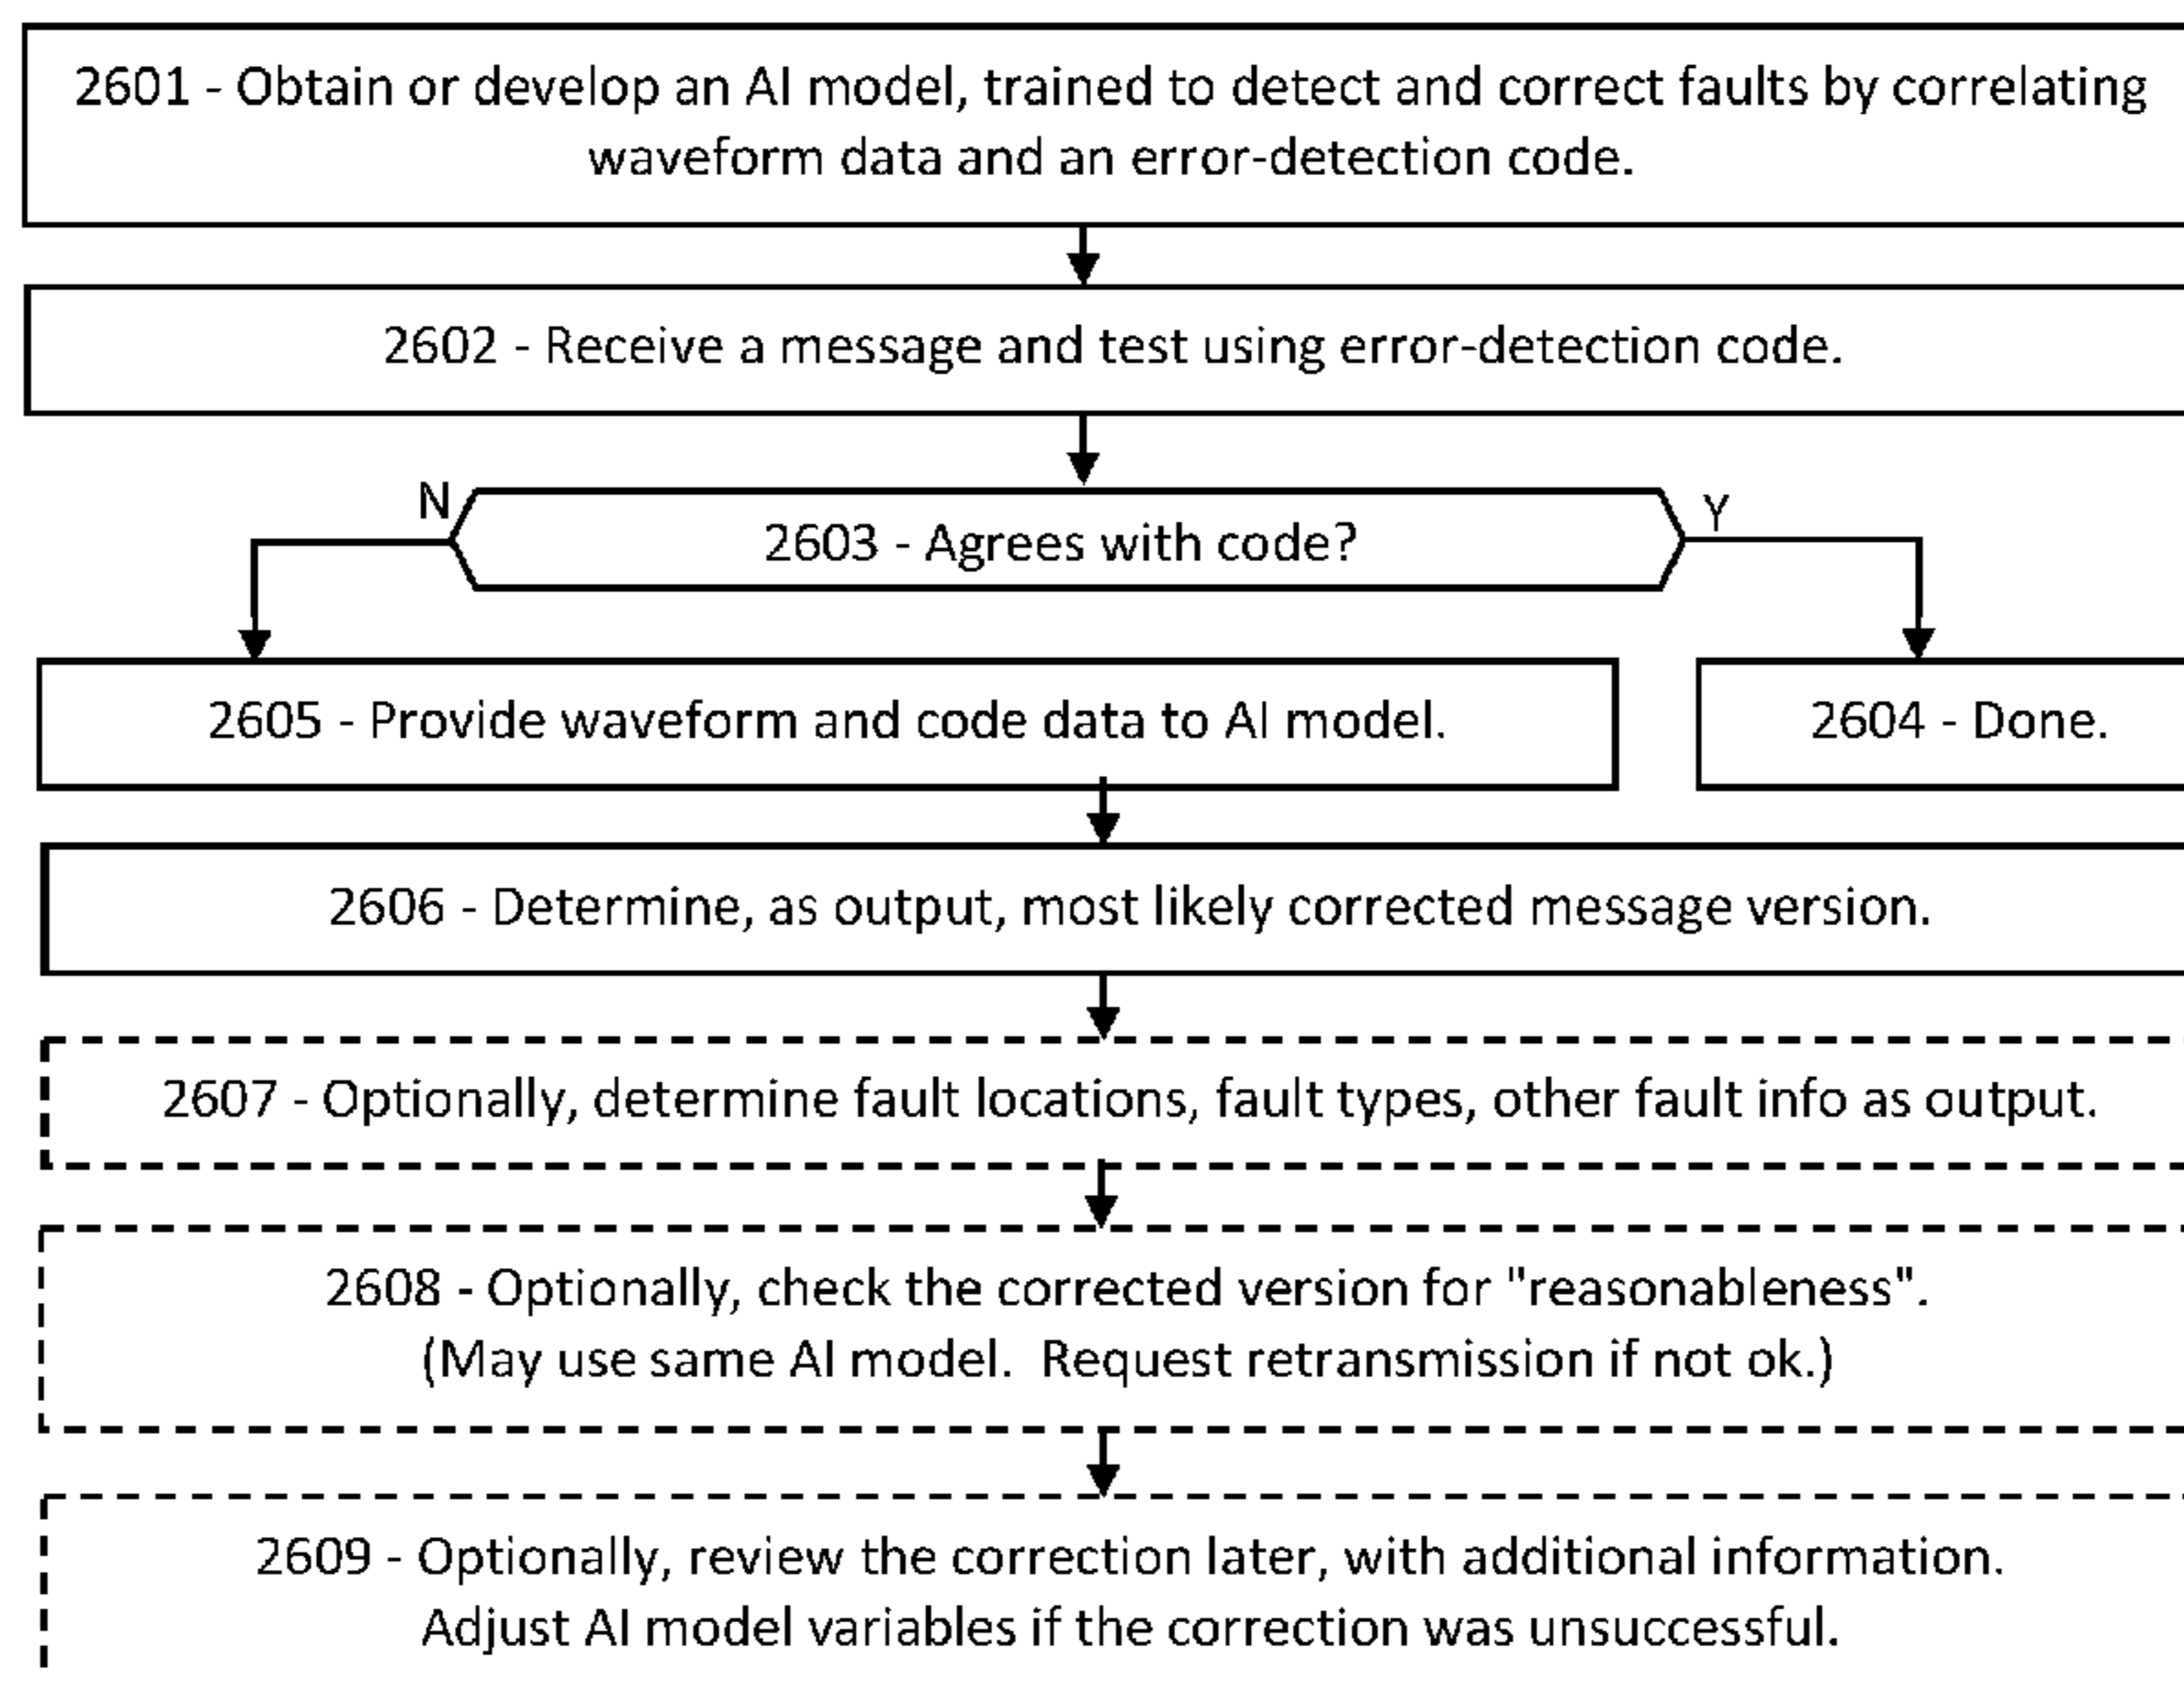 2601 - Obtain or develop an AI model, trained to detect and correct faults by correlating
waveform data and an error-detection code.
2602 - Receive a message and test using error-detection code.
N
Y
2603 - Agrees with code?
2605 - Provide waveform and code data to AI model.
2604 - Done.
2606 - Determine, as output, most likely corrected message version.
2607 - Optionally, determine fault locations, fault types, other fault info as output.
2608 - Optionally, check the corrected version for "reasonableness".
(May use same AI model.  Request retransmission if not ok.)
2609 - Optionally, review the correction later, with additional information.
Adjust AI model variables if the correction was unsuccessful.